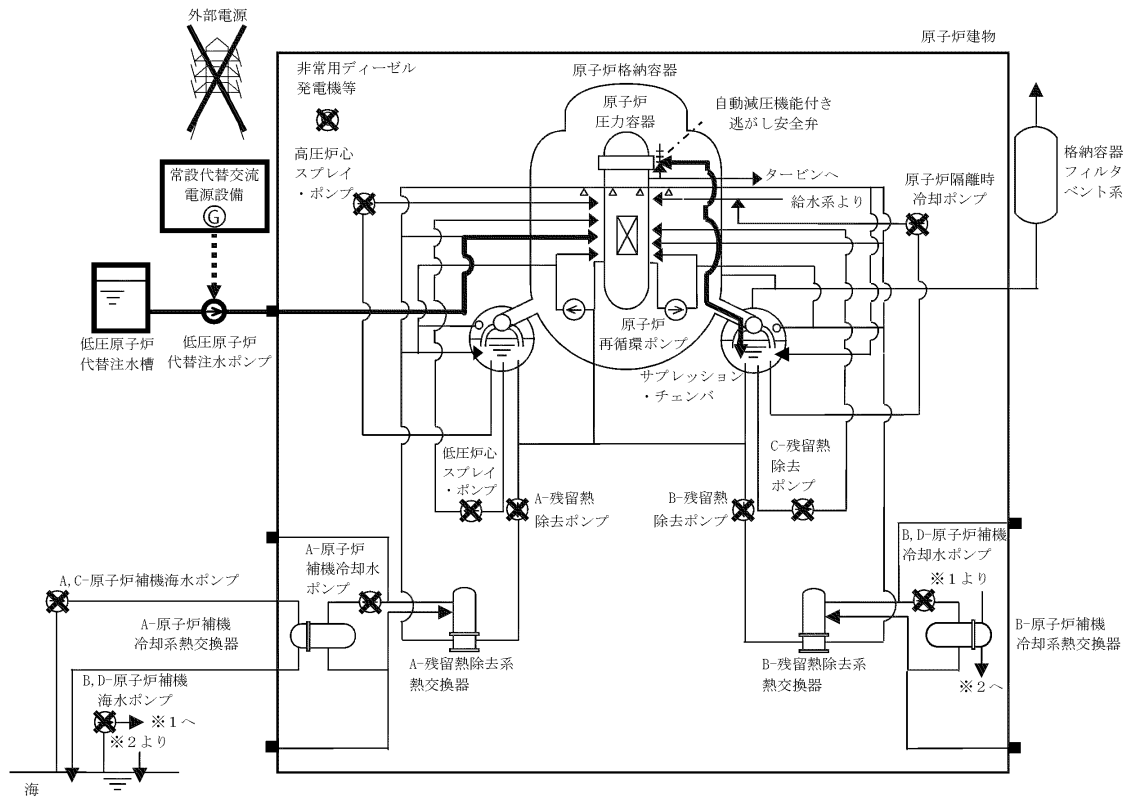 外部電源
原子炉建物
非常用ディーゼル
発電機等
原子炉格納容器
原子炉
圧力容器
自動減圧機能付き
逃がし安全弁
高圧炉心
スプレイ
・ポンプ
常設代替交流
電源設備
G
タービンへ
給水系より
原子炉隔離時
冷却ポンプ
格納容器
フィルタ
ベント系
低圧原子炉
代替注水槽
低圧原子炉
代替注水ポンプ
原子炉
再循環ポンプ
サプレッション
・チェンバ
低圧炉心
スプレイ
・ポンプ
A-残留熱
除去ポンプ
B-残留熱
除去ポンプ
C-残留熱
除去
ポンプ
A-原子炉
補機冷却水
ポンプ
B,D-原子炉補機
冷却水ポンプ
※1より
A,C-原子炉補機海水ポンプ
A-原子炉補機
冷却系熱交換器
B-原子炉補機
冷却系熱交換器
A-残留熱除去系
熱交換器
B-残留熱除去系
熱交換器
※2へ
B,D-原子炉補機
海水ポンプ
※1へ
※2より
海